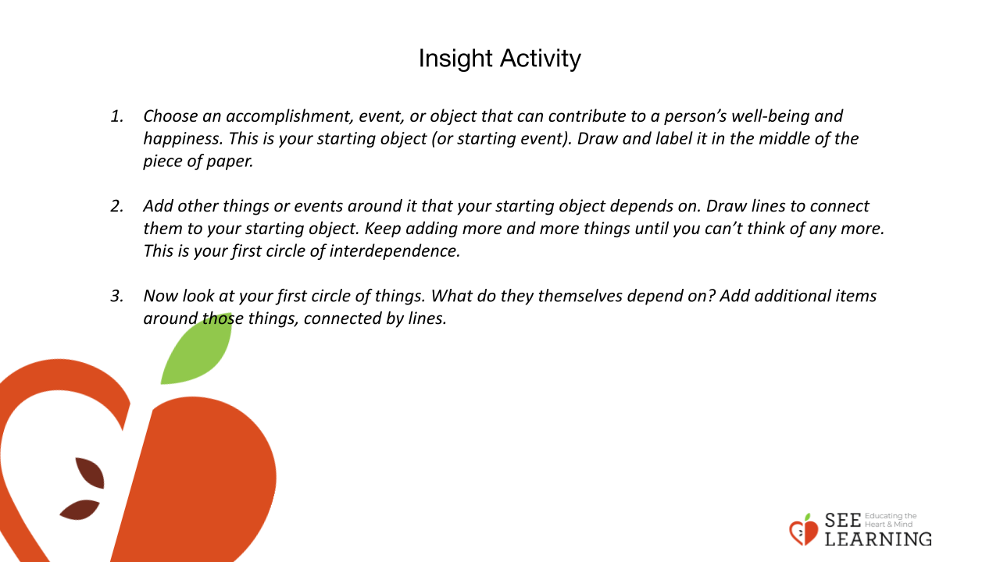 Insight Activity
1. Choose an accomplishment, event, or object that can contribute to a person’s well-being and
happiness. This is your starting object (or starting event). Draw and label it in the middle of the
piece of paper.
2. Add other things or events around it that your starting object depends on. Draw lines to connect
them to your starting object. Keep adding more and more things until you can’t think of any more.
This is your first circle of interdependence.
3. Now look at your first circle of things. What do they themselves depend on? Add additional items
around those things, connected by lines.
SEE Educating the
Heart & Mind
LEARNING